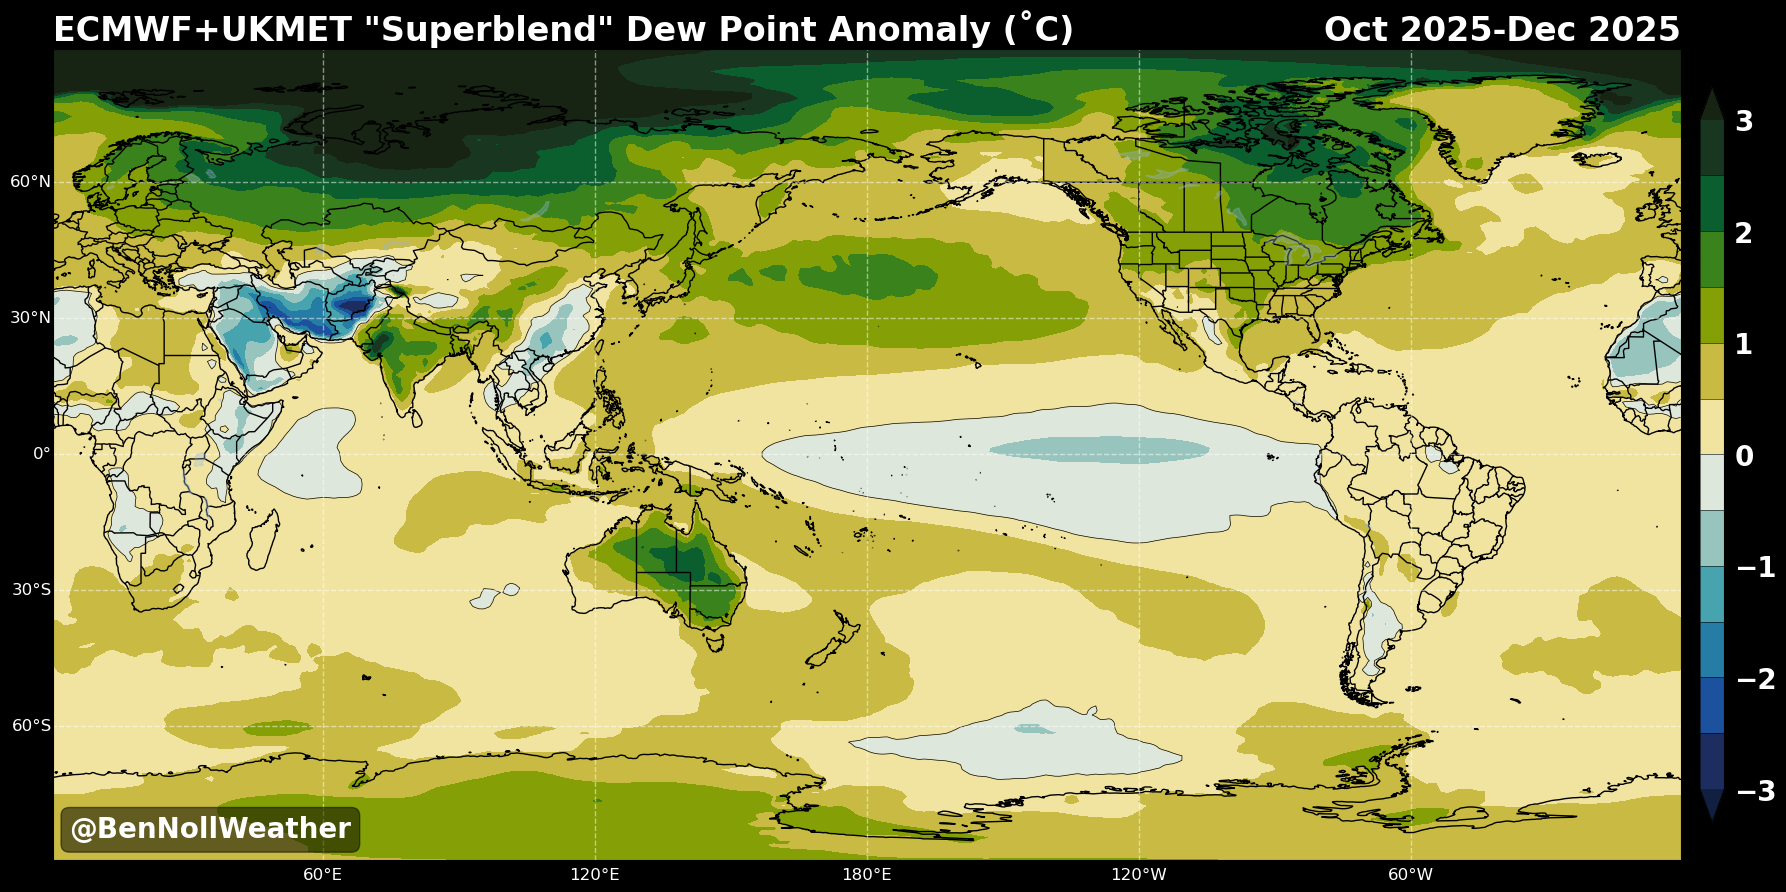 ECMWF+UKMET "Superblend" Dew Point Anomaly (˚C) Oct 2025-Dec 2025
3
60°N
2
1
30°N
0°
0
−1
30°S
−2
60°S
−3
@BenNollWeather
60°E 120°E 180°E 120°W 60°W